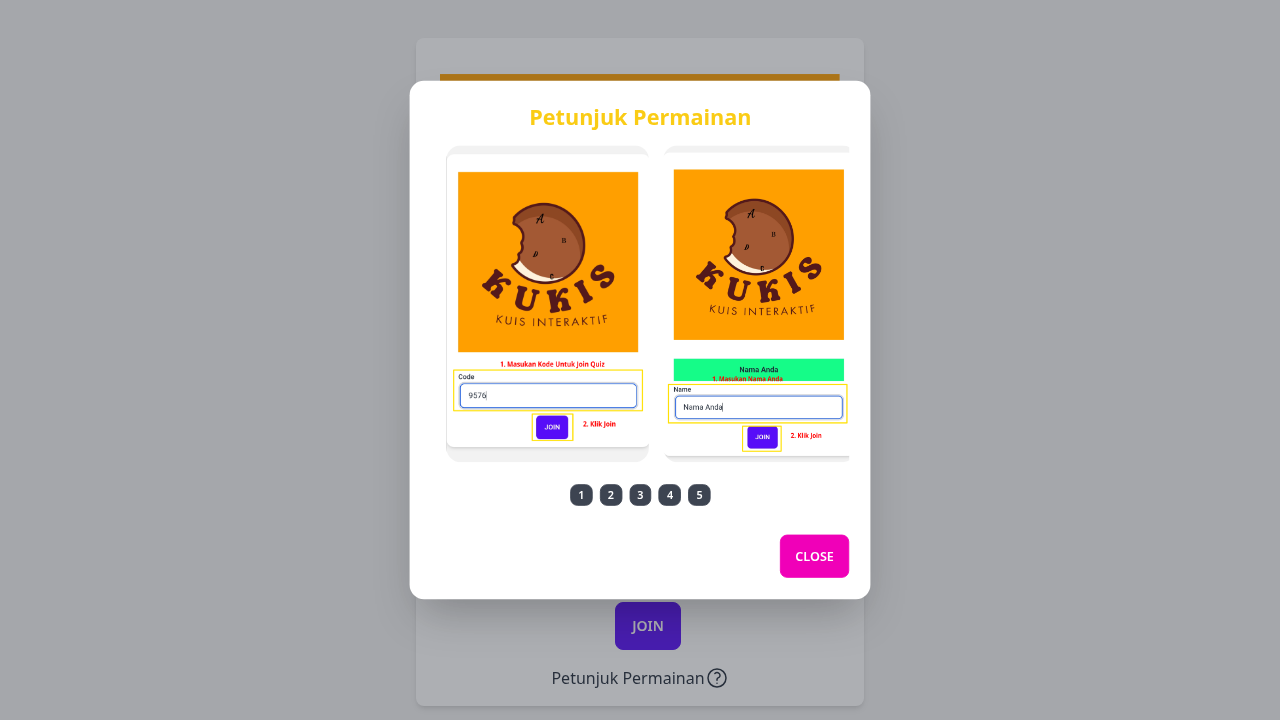 Petunjuk Permainan
A
B
D
C
KUKIS
KUIS INTERAKTIF
1. Masukan Kode Untuk Join Quiz
Code
9576
JOIN
2. Klik Join
A
B
D
C
KUKIS
KUIS INTERAKTIF
Nama Anda
1. Masukan Nama Anda
Name
Nama Anda
JOIN
2. Klik Join
1 2 3 4 5
CLOSE
JOIN
Petunjuk Permainan